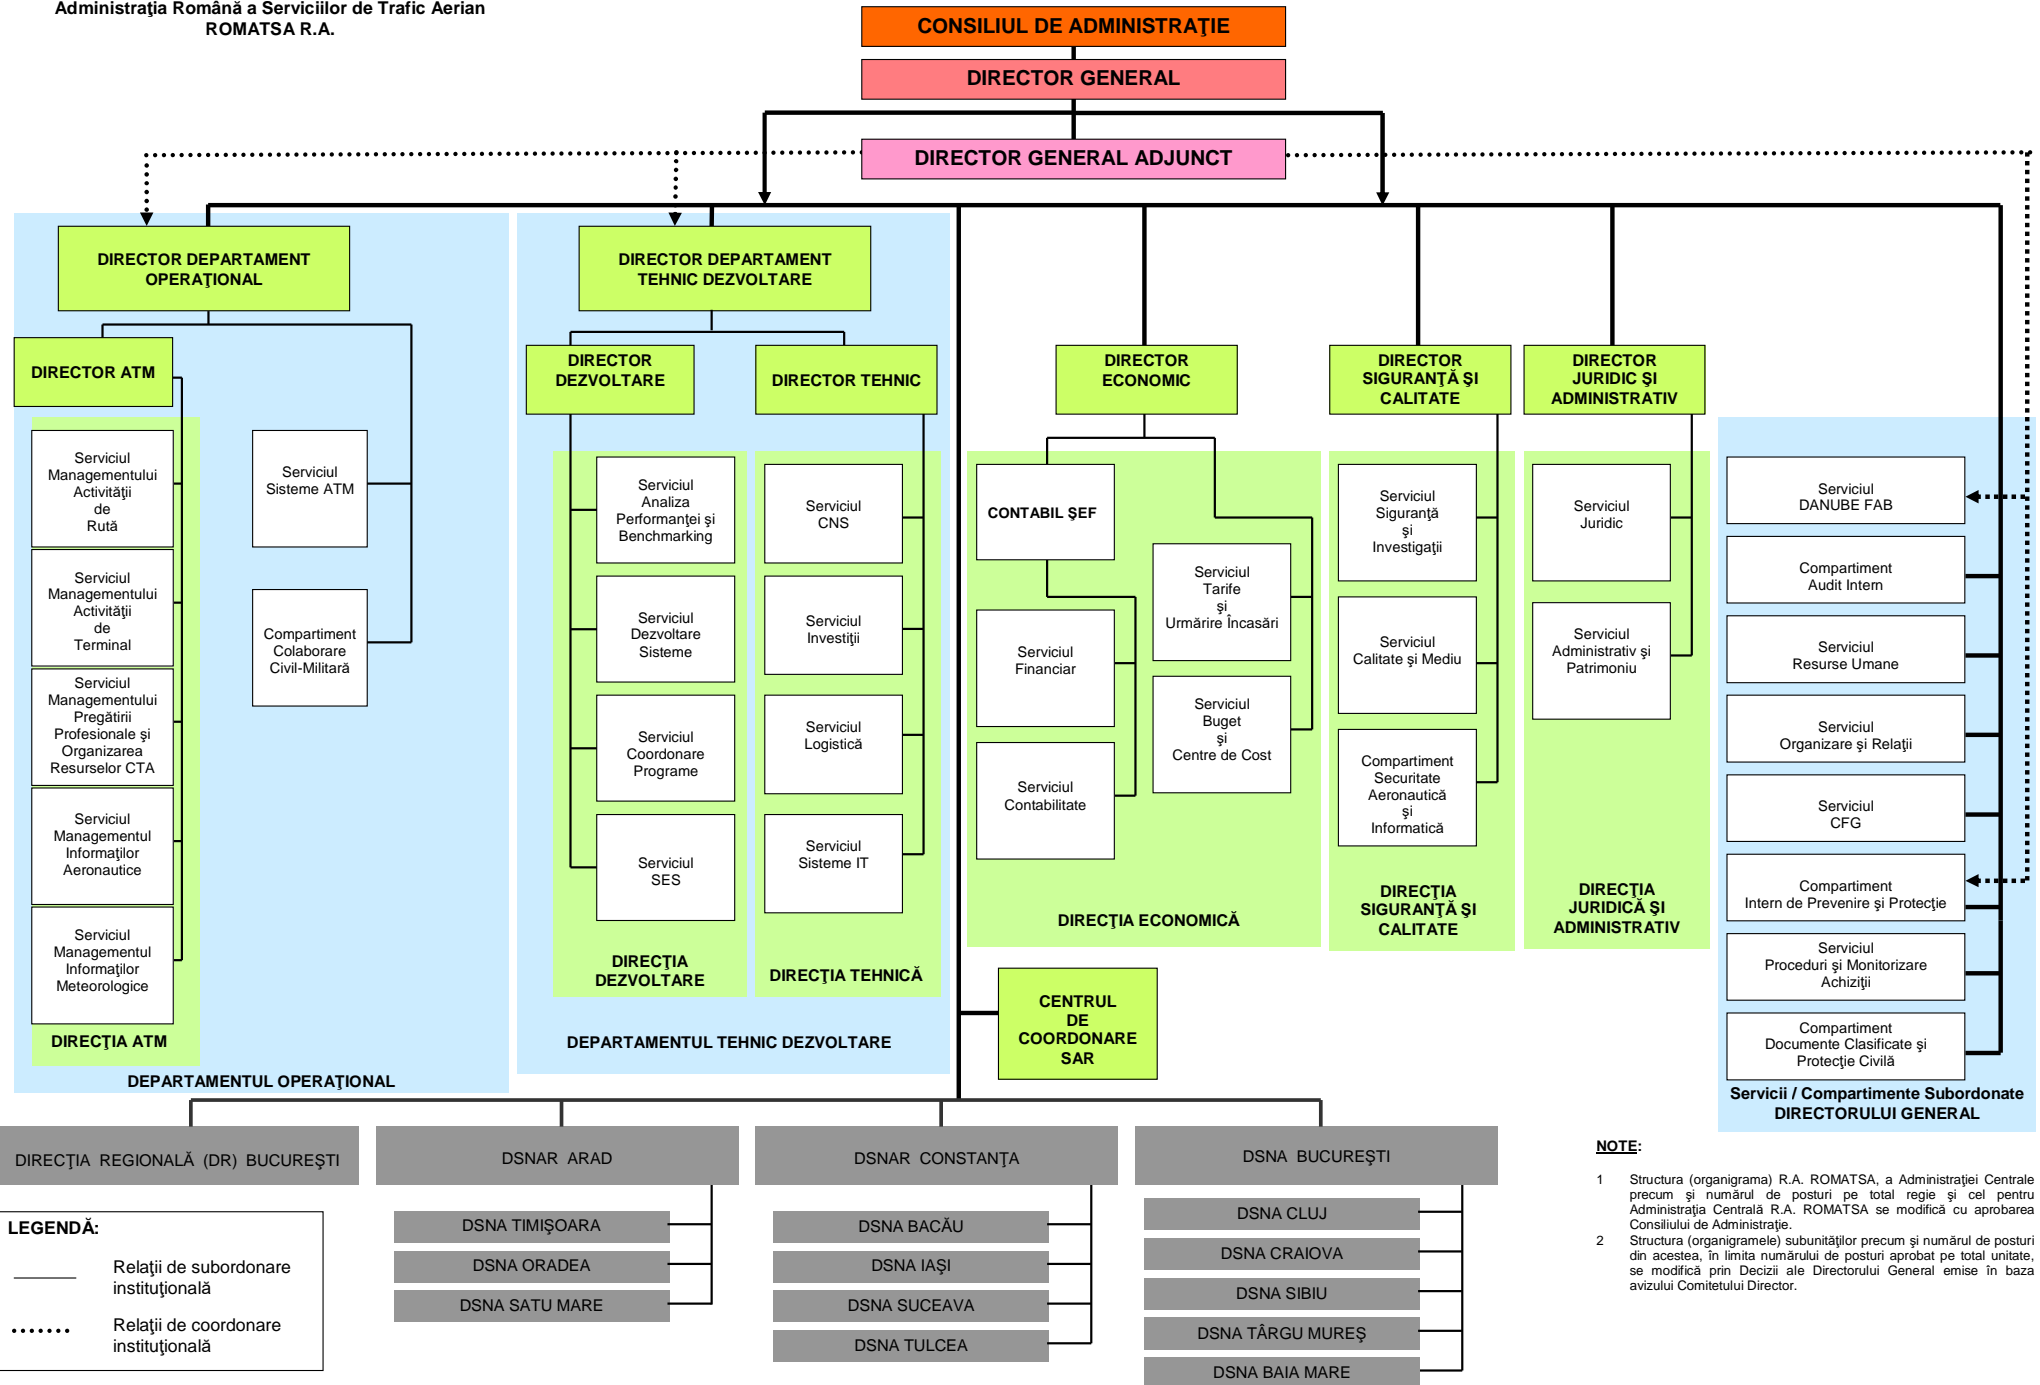 Administraţia Română a Serviciilor de Trafic Aerian
ROMATSA R.A.
CONSILIUL DE ADMINISTRAŢIE
DIRECTOR GENERAL
DIRECTOR GENERAL ADJUNCT
DIRECTOR DEPARTAMENT
OPERAŢIONAL
DIRECTOR DEPARTAMENT
TEHNIC DEZVOLTARE
DIRECTOR ATM
DIRECTOR
DEZVOLTARE
DIRECTOR TEHNIC
DIRECTOR
ECONOMIC
DIRECTOR
SIGURANŢĂ ŞI
CALITATE
DIRECTOR
JURIDIC ŞI
ADMINISTRATIV
Serviciul
Managementului
Activităţii
de
Rută
Serviciul
Managementului
Activităţii
de
Terminal
Serviciul
Managementului
Pregătirii
Profesionale şi
Organizarea
Resurselor CTA
Serviciul
Managementul
Informaţilor
Aeronautice
Serviciul
Managementul
Informaţilor
Meteorologice
DIRECŢIA ATM
Serviciul
Sisteme ATM
Compartiment
Colaborare
Civil-Militară
DEPARTAMENTUL OPERAŢIONAL
Serviciul
Analiza
Performanţei şi
Benchmarking
Serviciul
Dezvoltare
Sisteme
Serviciul
Coordonare
Programe
Serviciul
SES
DIRECŢIA
DEZVOLTARE
Serviciul
CNS
Serviciul
Investiţii
Serviciul
Logistică
Serviciul
Sisteme IT
DIRECŢIA TEHNICĂ
DEPARTAMENTUL TEHNIC DEZVOLTARE
CONTABIL ŞEF
Serviciul
Financiar
Serviciul
Contabilitate
Serviciul
Tarife
şi
Urmărire Încasări
Serviciul
Buget
şi
Centre de Cost
DIRECŢIA ECONOMICĂ
Serviciul
Siguranţă
şi
Investigaţii
Serviciul
Calitate şi Mediu
Compartiment
Securitate
Aeronautică
şi
Informatică
DIRECŢIA
SIGURANŢĂ ŞI
CALITATE
Serviciul
Juridic
Serviciul
Administrativ şi
Patrimoniu
DIRECŢIA
JURIDICĂ ŞI
ADMINISTRATIV
Serviciul
DANUBE FAB
Compartiment
Audit Intern
Serviciul
Resurse Umane
Serviciul
Organizare şi Relaţii
Serviciul
CFG
Compartiment
Intern de Prevenire şi Protecţie
Serviciul
Proceduri şi Monitorizare
Achiziţii
Compartiment
Documente Clasificate şi
Protecţie Civilă
Servicii / Compartimente Subordonate
DIRECTORULUI GENERAL
CENTRUL
DE
COORDONARE
SAR
DIRECŢIA REGIONALĂ (DR) BUCUREŞTI
DSNAR ARAD
DSNA TIMIŞOARA
DSNA ORADEA
DSNA SATU MARE
DSNAR CONSTANŢA
DSNA BACĂU
DSNA IAŞI
DSNA SUCEAVA
DSNA TULCEA
DSNA BUCUREŞTI
DSNA CLUJ
DSNA CRAIOVA
DSNA SIBIU
DSNA TÂRGU MUREŞ
DSNA BAIA MARE
LEGENDĂ:
Relaţii de subordonare
instituţională
Relaţii de coordonare
instituţională
NOTE:
1 Structura (organigrama) R.A. ROMATSA, a Administraţiei Centrale
precum şi numărul de posturi pe total regie şi cel pentru
Administraţia Centrală R.A. ROMATSA se modifică cu aprobarea
Consiliului de Administraţie.
2 Structura (organigramele) subunităţilor precum şi numărul de posturi
din acestea, în limita numărului de posturi aprobat pe total unitate,
se modifică prin Decizii ale Directorului General emise în baza
avizului Comitetului Director.